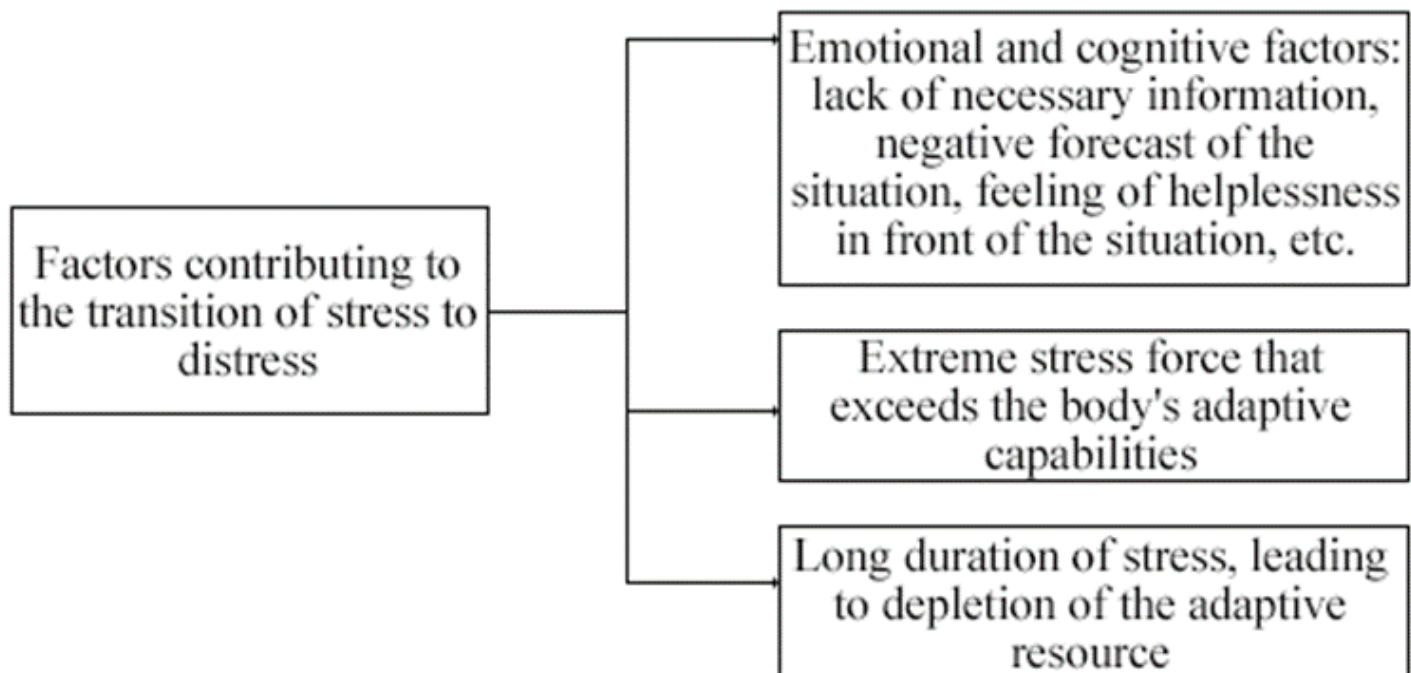 Factors contributing to
the transition of stress to
distress
Emotional and cognitive factors:
lack of necessary information,
negative forecast of the
situation, feeling of helplessness
in front of the situation, etc.
Extreme stress force that
exceeds the body's adaptive
capabilities
Long duration of stress, leading
to depletion of the adaptive
resource